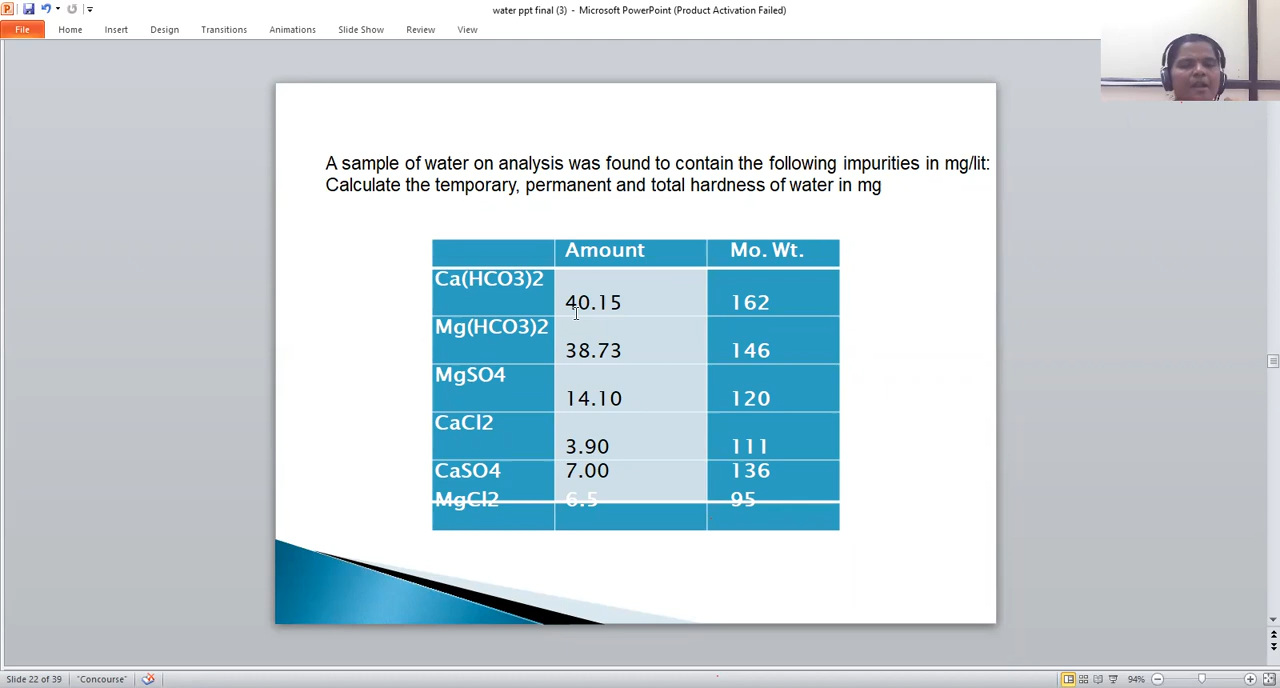 water ppt final (3) - Microsoft PowerPoint (Product Activation Failed)
File Home Insert Design Transitions Animations Slide Show Review View
A sample of water on analysis was found to contain the following impurities in mg/lit:
Calculate the temporary, permanent and total hardness of water in mg
Amount Mo. Wt.
Ca(HCO3)2 40.15 162
Mg(HCO3)2 38.73 146
MgSO4 14.10 120
CaCl2 3.90 111
CaSO4 7.00 136
MgCl2 6.5 95
Slide 22 of 39 "Concourse" 94%